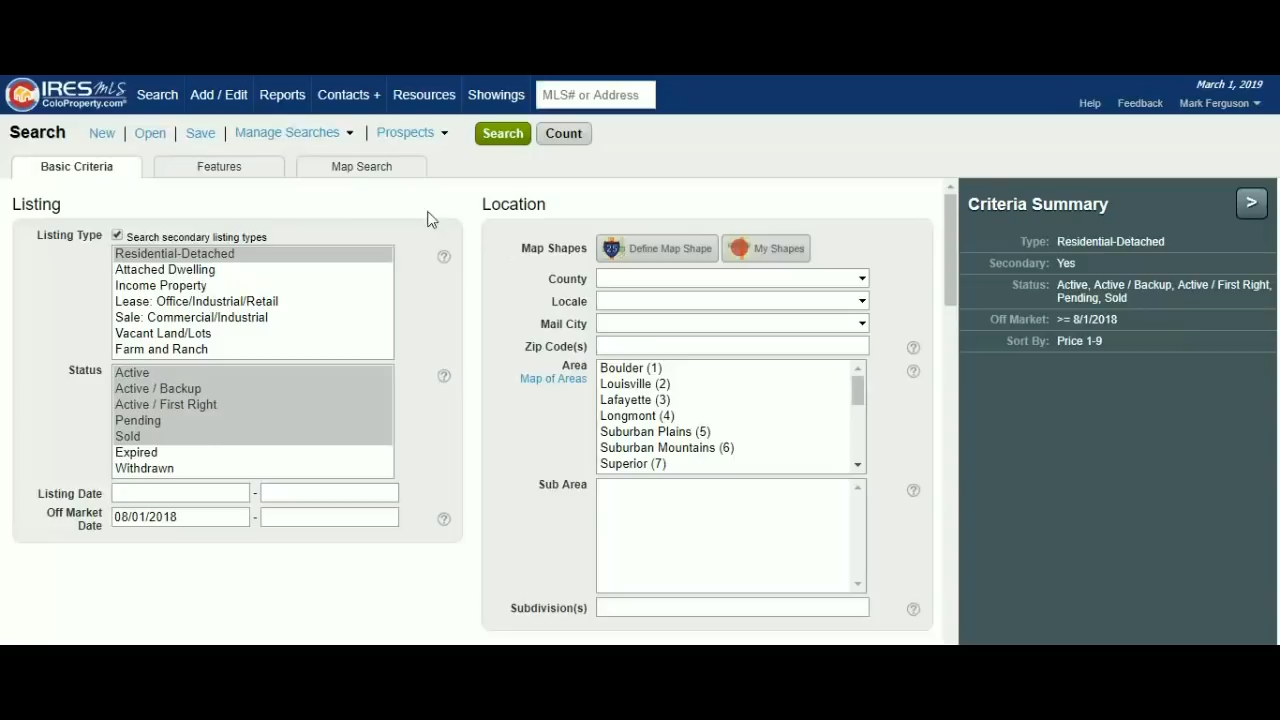 IRES MLS
ColoProperty.com
Search
Add / Edit
Reports
Contacts +
Resources
Showings
MLS# or Address
March 1, 2019
Help
Feedback
Mark Ferguson
Search
New | Open | Save | Manage Searches | Prospects
Search
Count
Basic Criteria
Features
Map Search
Listing
Listing Type
Search secondary listing types
Residential-Detached
Attached Dwelling
Income Property
Lease: Office/Industrial/Retail
Sale: Commercial/Industrial
Vacant Land/Lots
Farm and Ranch
?
Status
Active
Active / Backup
Active / First Right
Pending
Sold
Expired
Withdrawn
?
Listing Date
-
Off Market
Date
08/01/2018
-
?
Location
Map Shapes
25
Define Map Shape
My Shapes
County
Locale
Mail City
Zip Code(s)
?
Area
Map of Areas
Boulder (1)
Louisville (2)
Lafayette (3)
Longmont (4)
Suburban Plains (5)
Suburban Mountains (6)
Superior (7)
?
Sub Area
?
Subdivision(s)
?
Criteria Summary
>
Type: Residential-Detached
Secondary: Yes
Status: Active, Active / Backup, Active / First Right,
Pending, Sold
Off Market: >= 8/1/2018
Sort By: Price 1-9